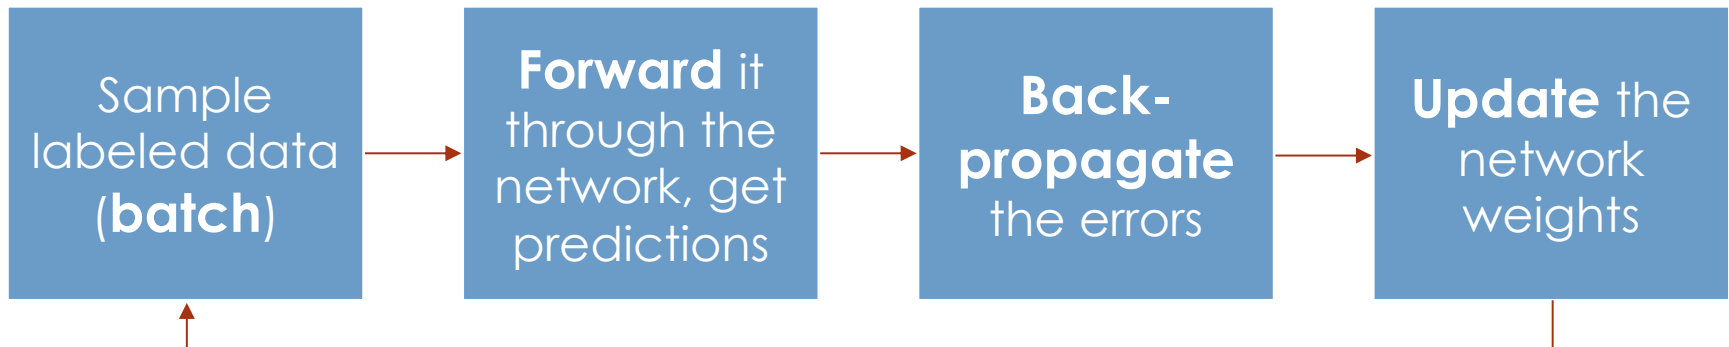 Sample
labeled data
(batch)
Forward it
through the
network, get
predictions
Back-
propagate
the errors
Update the
network
weights